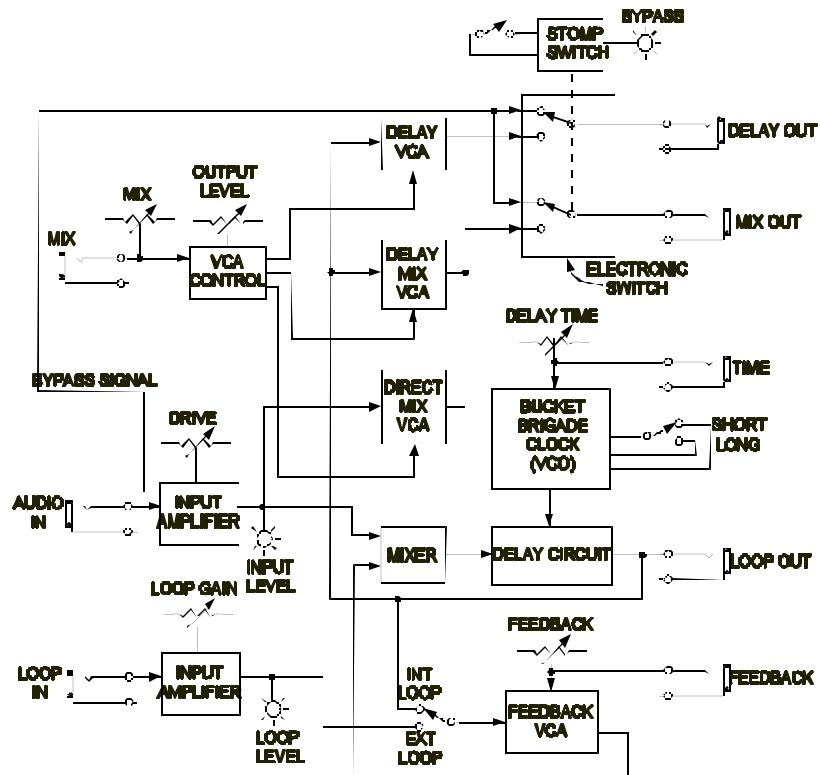 BYPASS
STOMP
SWITCH
DELAY
VCA
DELAY OUT
OUTPUT
LEVEL
MIX
MIX
VCA
CONTROL
DELAY
MIX
VCA
MIX OUT
ELECTRONIC
SWITCH
DELAY TIME
TIME
BYPASS SIGNAL
DIRECT
MIX
VCA
BUCKET
BRIGADE
CLOCK
(VCO)
SHORT
LONG
DRIVE
AUDIO
IN
INPUT
AMPLIFIER
INPUT
LEVEL
MIXER
DELAY CIRCUIT
LOOP OUT
LOOP GAIN
FEEDBACK
LOOP
IN
INPUT
AMPLIFIER
INT
LOOP
FEEDBACK
FEEDBACK
VCA
LOOP
LEVEL
EXT
LOOP